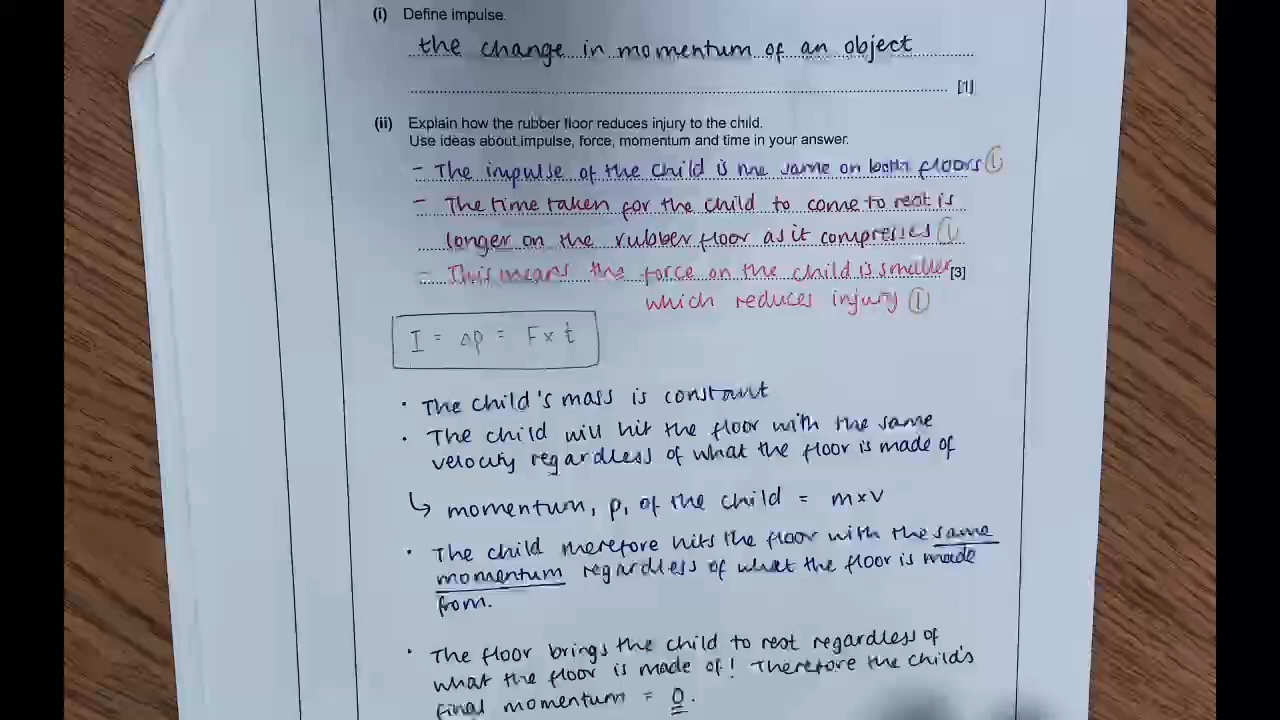 (i) Define impulse.
the change in momentum of an object
[1]
(ii) Explain how the rubber floor reduces injury to the child.
Use ideas about impulse, force, momentum and time in your answer.
- The impulse of the child is the same on both floors ①
- The time taken for the child to come to rest is
longer on the rubber floor as it compresses ①
- This means the force on the child is smaller [3]
which reduces injury ①
I = Δp = F × t
• The child's mass is constant
• The child will hit the floor with the same
velocity regardless of what the floor is made of
↳ momentum, p, of the child = m×v
• The child therefore hits the floor with the same
momentum regardless of what the floor is made
from.
• The floor brings the child to rest regardless of
what the floor is made of! Therefore the child's
final momentum = 0.